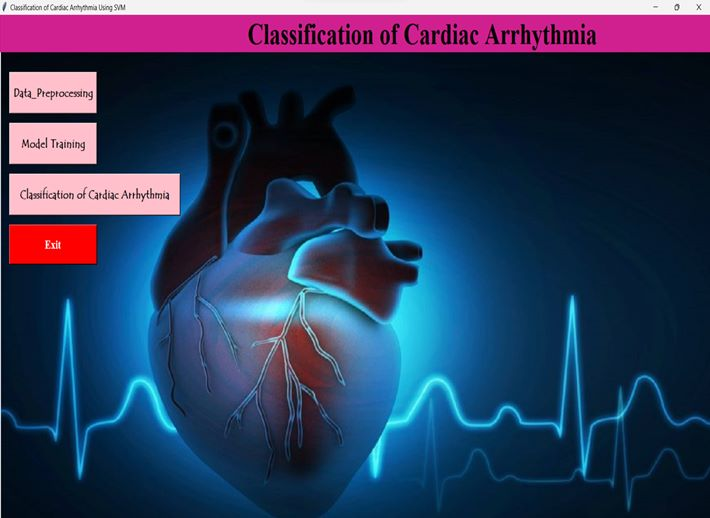 Classification of Cardiac Arrhythmia Using SVM
Classification of Cardiac Arrhythmia
Data_Preprocessing
Model Training
Classification of Cardiac Arrhythmia
Exit